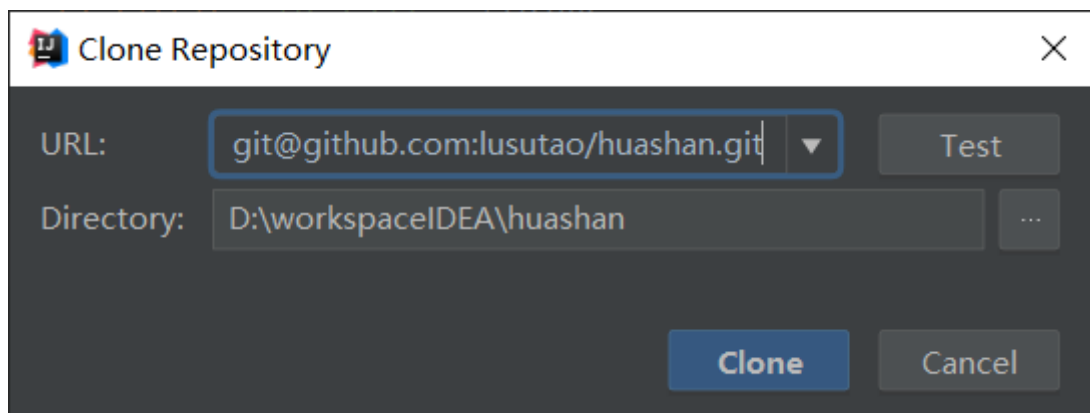 Clone Repository
URL: git@github.com:lusutao/huashan.git Test
Directory: D:\workspaceIDEA\huashan ...
Clone Cancel